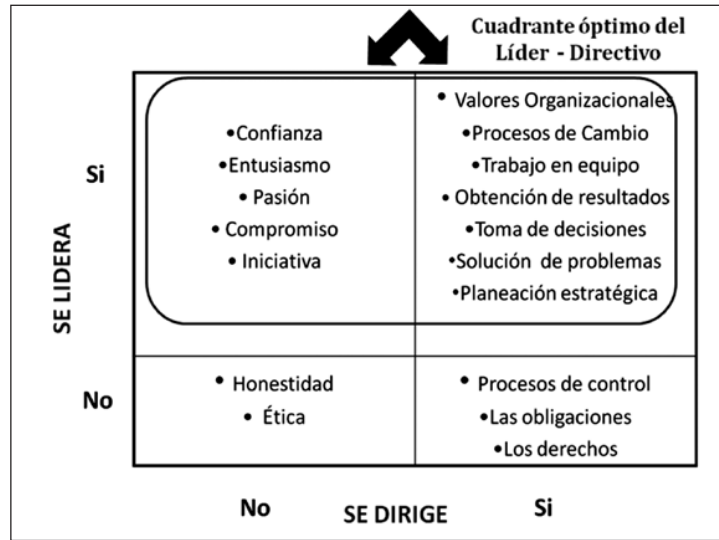 Cuadrante óptimo del
Líder - Directivo
• Valores Organizacionales
•Confianza
•Procesos de Cambio
•Entusiasmo
•Trabajo en equipo
Si
•Pasión
• Obtención de resultados
• Compromiso
•Toma de decisiones
• Iniciativa
•Solución de problemas
•Planeación estratégica
SE LIDERA
No
• Honestidad
• Procesos de control
• Ética
•Las obligaciones
•Los derechos
No
SE DIRIGE
Si